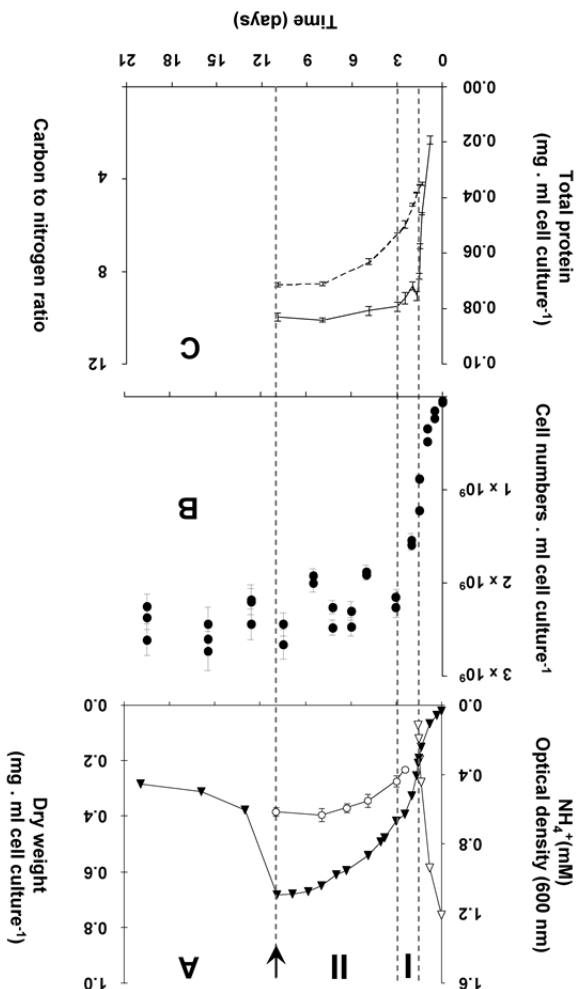 1.6
1.2
0.8
0.4
0.0
NH₄⁺(mM)
Optical density (600 nm)
I
II
A
1.0
0.8
0.6
0.4
0.2
0.0
Dry weight
(mg . ml cell culture⁻¹)
3 x 10⁹
2 x 10⁹
1 x 10⁹
Cell numbers . ml cell culture⁻¹
B
0.10
0.08
0.06
0.04
0.02
0.00
Total protein
(mg . ml cell culture⁻¹)
C
12
8
4
Carbon to nitrogen ratio
0 3 6 9 12 15 18 21
Time (days)